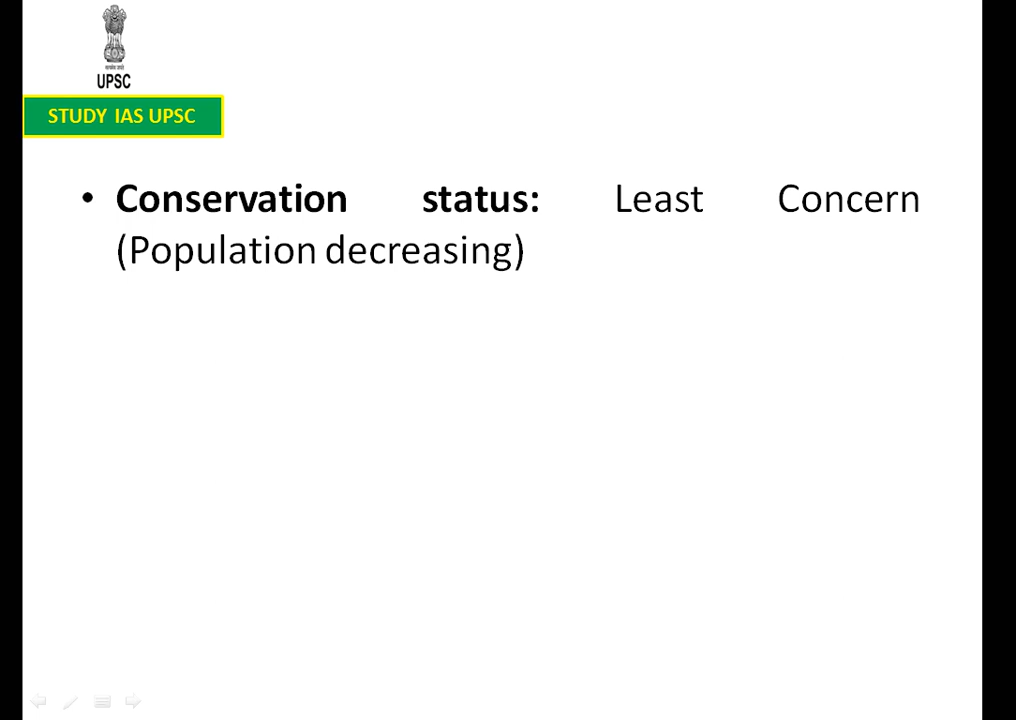 UPSC
STUDY IAS UPSC
• Conservation status: Least Concern
(Population decreasing)